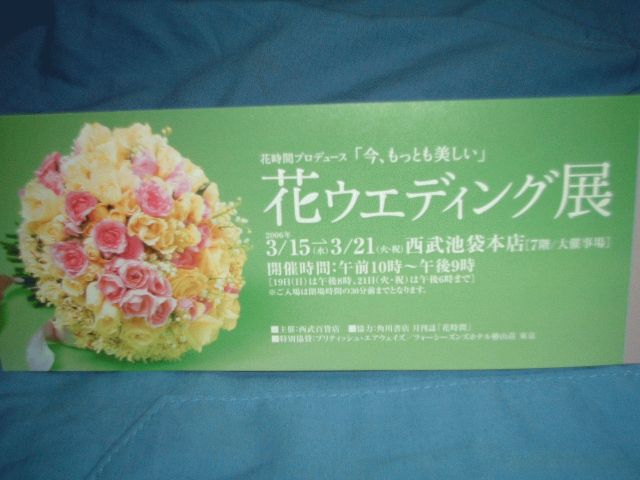 花時間プロデュース 「今、もっとも美しい」
花ウエディング展
2006年
3/15(水)→3/21(火・祝) 西武池袋本店[7階/大催事場]
開催時間:午前10時〜午後9時
[19日(日)は午後8時、21日(火・祝)は午後6時まで]
※ご入場は閉場時間の30分前までとなります。
■主催:西武百貨店 ■協力:角川書店 月刊誌「花時間」
■特別協賛:ブリティッシュ・エアウェイズ/フォーシーズンズホテル椿山荘 東京